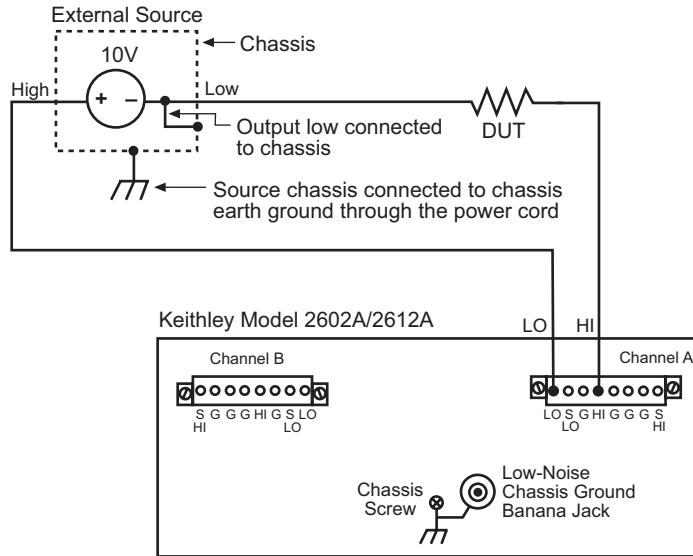 External Source
Chassis
10V
High
+ −
Low
DUT
Output low connected
to chassis
Source chassis connected to chassis
earth ground through the power cord
Keithley Model 2602A/2612A
LO HI
Channel B
Channel A
S G G G HI G S LO
HI LO
LO S G HI G G G S
LO HI
Low-Noise
Chassis Ground
Banana Jack
Chassis
Screw